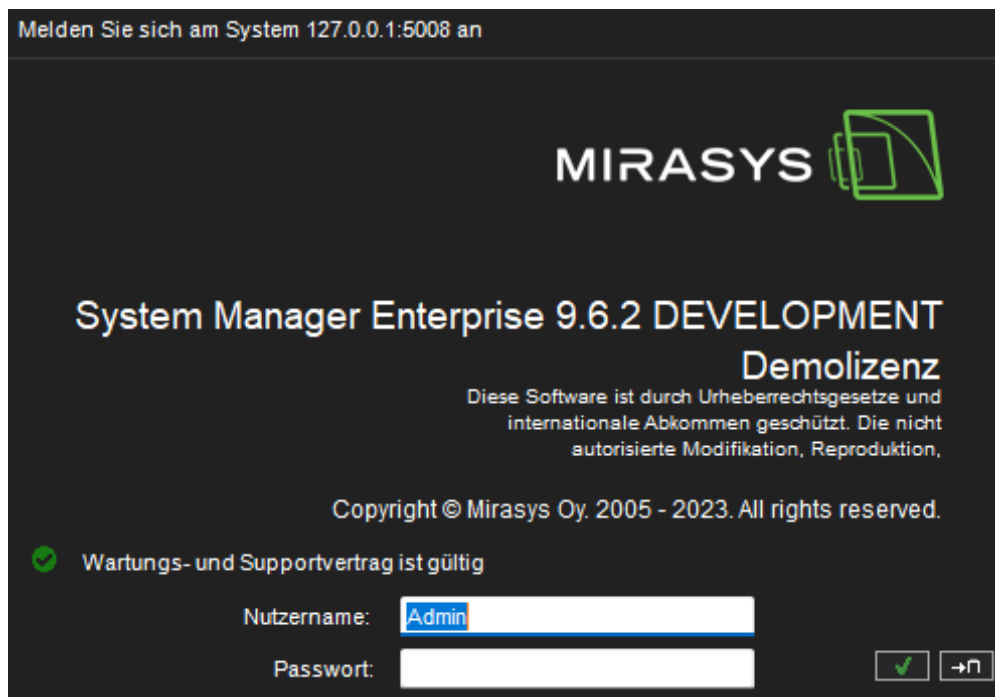 Melden Sie sich am System 127.0.0.1:5008 an
MIRASYS
System Manager Enterprise 9.6.2 DEVELOPMENT
Demolizenz
Diese Software ist durch Urheberrechtsgesetze und
internationale Abkommen geschützt. Die nicht
autorisierte Modifikation, Reproduktion,
Copyright © Mirasys Oy. 2005 - 2023. All rights reserved.
Wartungs- und Supportvertrag ist gültig
Nutzername: Admin
Passwort: